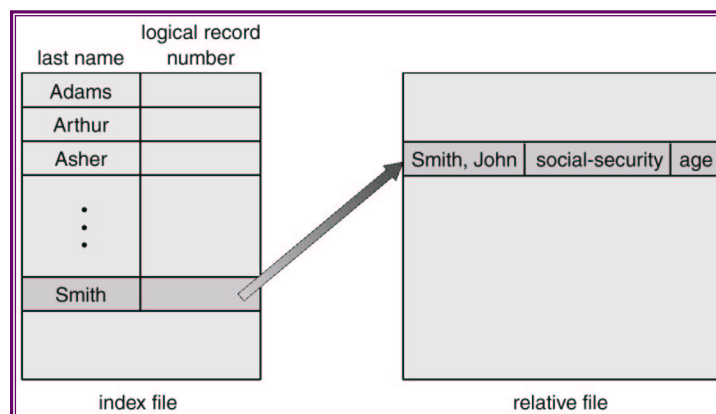 logical record
last name number
Adams
Arthur
Asher
Smith
Smith, John social-security age
index file relative file